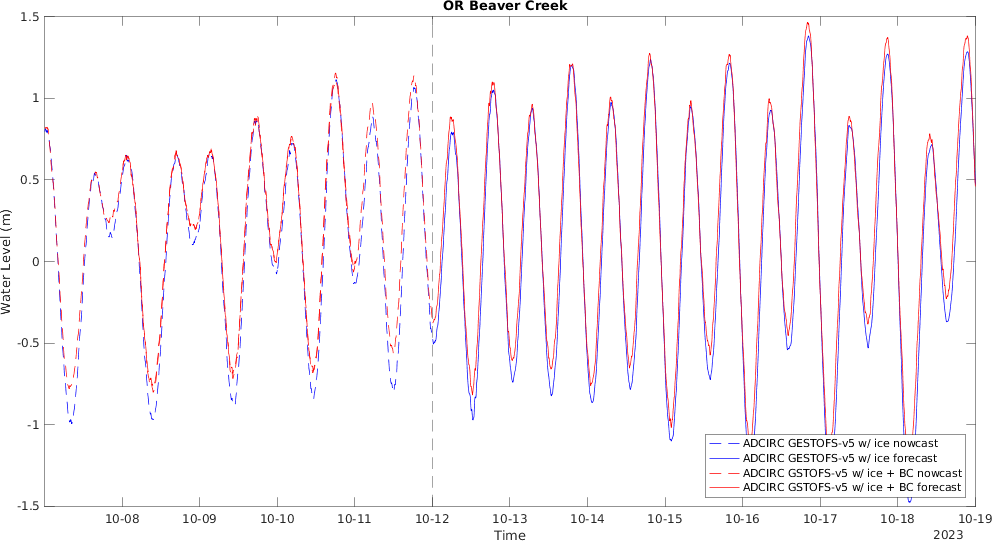 OR Beaver Creek
1.5
1
0.5
0
-0.5
-1
-1.5
Water Level (m)
ADCIRC GESTOFS-v5 w/ ice nowcast
ADCIRC GESTOFS-v5 w/ ice forecast
ADCIRC GSTOFS-v5 w/ ice + BC nowcast
ADCIRC GSTOFS-v5 w/ ice + BC forecast
10-08 10-09 10-10 10-11 10-12 10-13 10-14 10-15 10-16 10-17 10-18 10-19
Time
2023